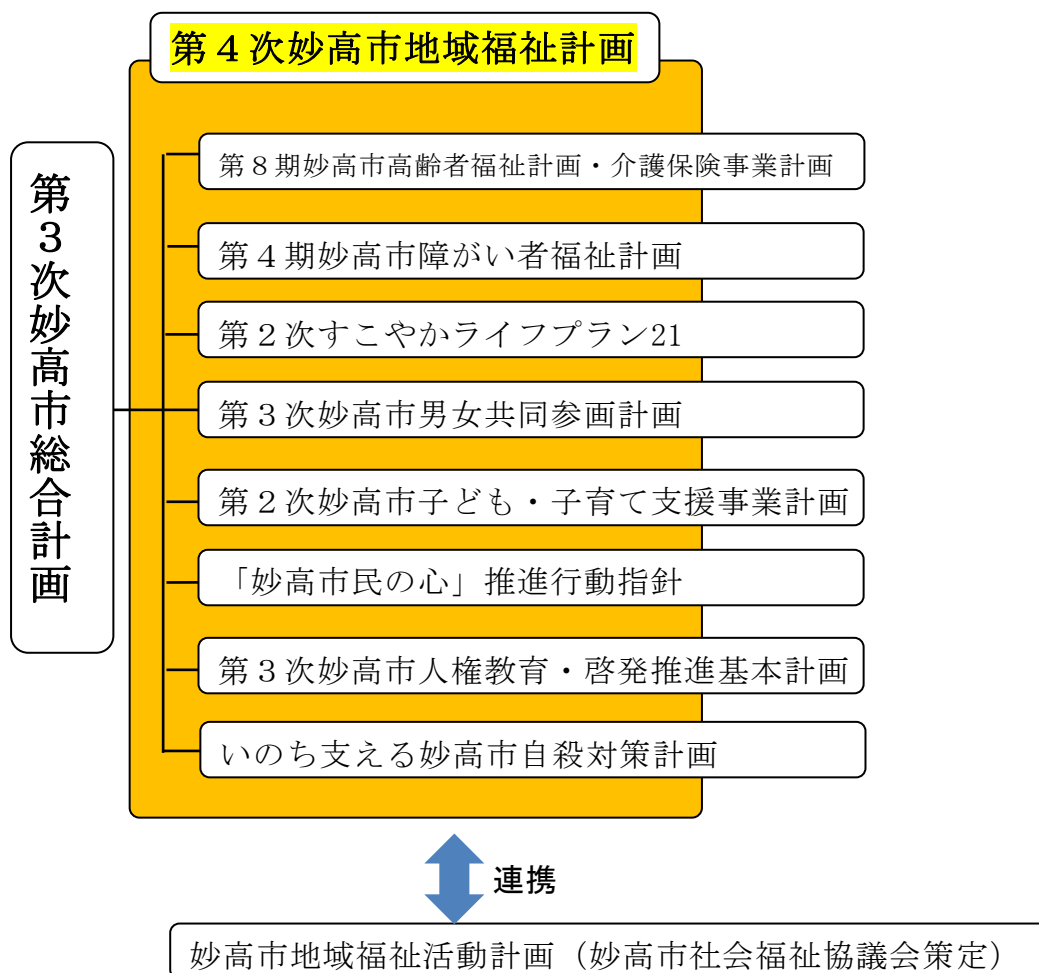 第４次妙高市地域福祉計画
第３次妙高市総合計画
第８期妙高市高齢者福祉計画・介護保険事業計画
第４期妙高市障がい者福祉計画
第２次すこやかライフプラン21
第３次妙高市男女共同参画計画
第２次妙高市子ども・子育て支援事業計画
「妙高市民の心」推進行動指針
第３次妙高市人権教育・啓発推進基本計画
いのち支える妙高市自殺対策計画
連携
妙高市地域福祉活動計画（妙高市社会福祉協議会策定）